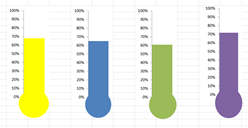 100% 100% 100% 100%
90% 90% 90% 90%
80% 80% 80% 80%
70% 70% 70% 70%
60% 60% 60% 60%
50% 50% 50% 50%
40% 40% 40% 40%
30% 30% 30% 30%
20% 20% 20% 20%
10% 10% 10% 10%
0% 0% 0% 0%